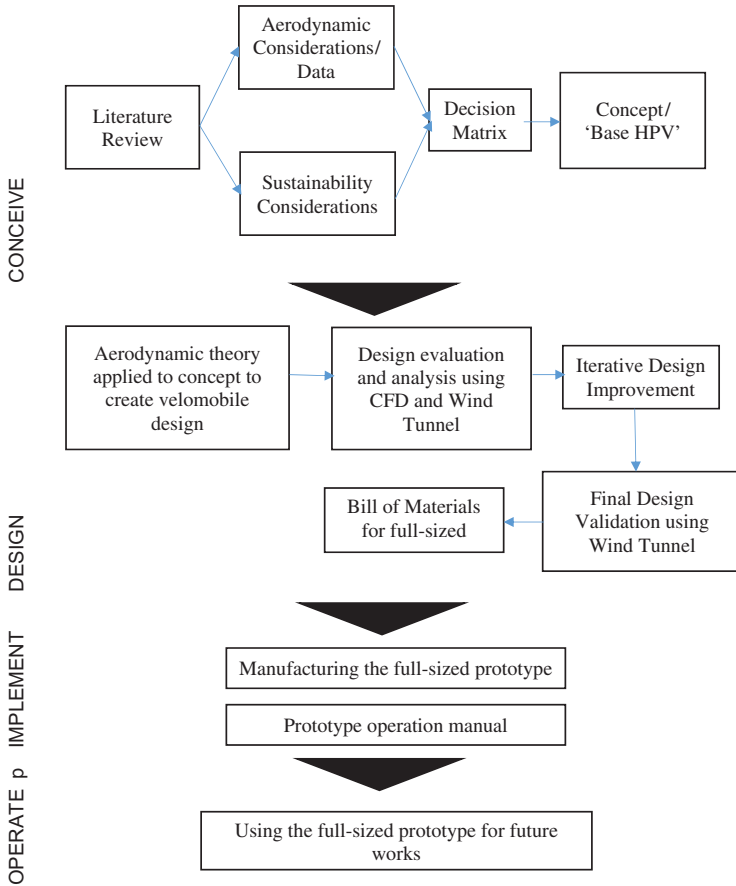 CONCEIVE
Literature
Review
Aerodynamic
Considerations/
Data
Sustainability
Considerations
Decision
Matrix
Concept/
‘Base HPV’
DESIGN
Aerodynamic theory
applied to concept to
create velomobile
design
Design evaluation
and analysis using
CFD and Wind
Tunnel
Iterative Design
Improvement
Final Design
Validation using
Wind Tunnel
Bill of Materials
for full-sized
IMPLEMENT
Manufacturing the full-sized prototype
Prototype operation manual
OPERATE p
Using the full-sized prototype for future
works